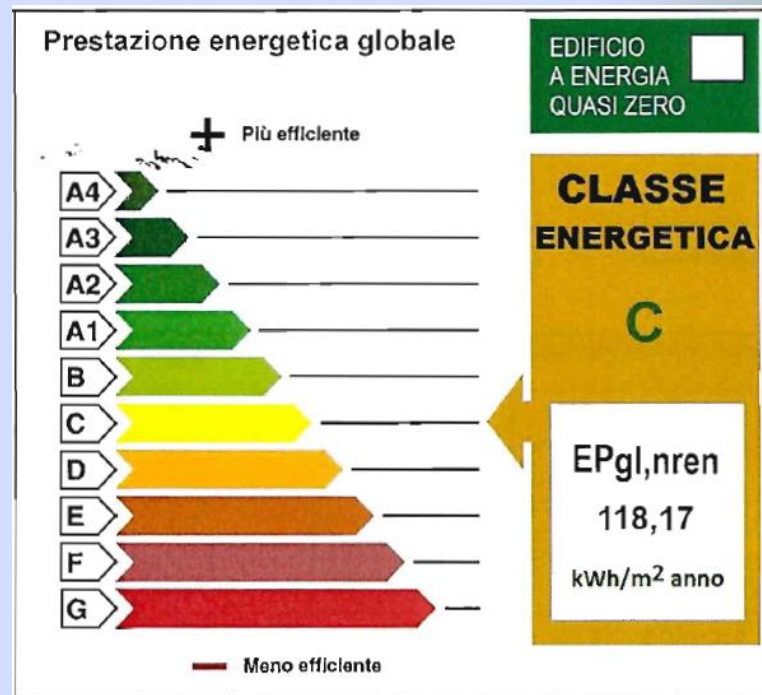 Prestazione energetica globale
EDIFICIO
A ENERGIA
QUASI ZERO
+ Più efficiente
A4
A3
A2
A1
B
C
D
E
F
G
— Meno efficiente
CLASSE
ENERGETICA
C
EPgl,nren
118,17
kWh/m² anno